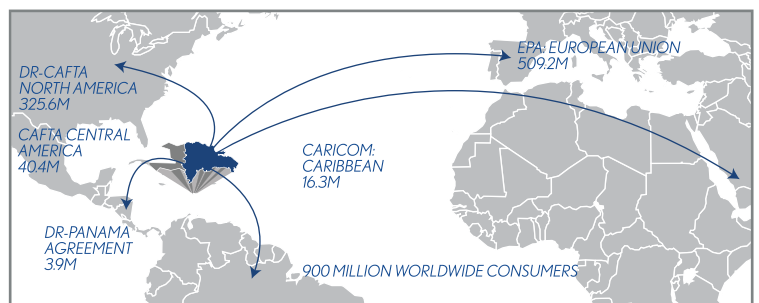 EPA: EUROPEAN UNION
509.2M
DR-CAFTA
NORTH AMERICA
325.6M
CAFTA CENTRAL
AMERICA
40.4M
CARICOM:
CARIBBEAN
16.3M
DR-PANAMA
AGREEMENT
3.9M
900 MILLION WORLDWIDE CONSUMERS